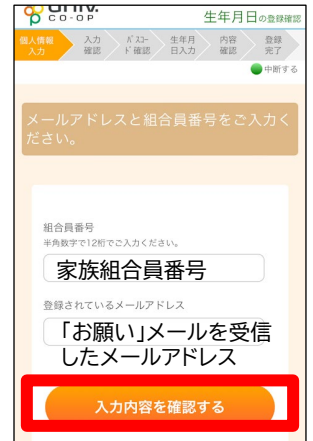 Univ.
CO-OP
生年月日の登録確認
個人情報
入力
入力
確認
パスコー
ド確認
生年月
日入力
内容
確認
登録
完了
中断する
メールアドレスと組合員番号をご入力く
ださい。
組合員番号
半角数字で12桁でご入力ください。
家族組合員番号
登録されているメールアドレス
「お願い」メールを受信
したメールアドレス
入力内容を確認する